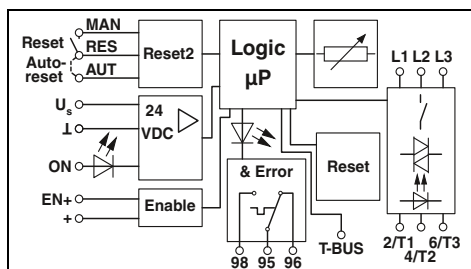 MAN
Reset
RES
Auto-
reset
AUT
Reset2
Logic
µP
L1 L2 L3
Us
⊥
24
VDC
ON
EN+
+
Enable
& Error
Reset
98 95 96
T-BUS
2/T1 6/T3
4/T2